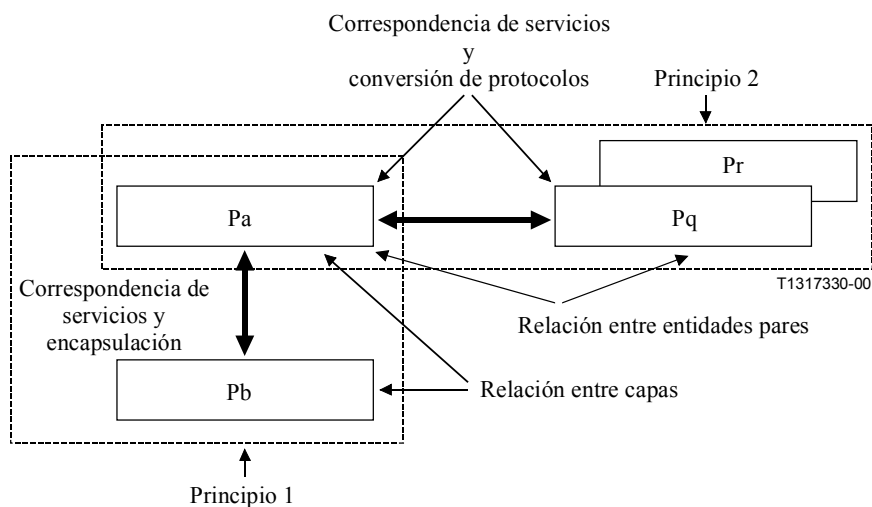 Correspondencia de servicios
y
conversión de protocolos
Principio 2
Pr
Pa
Pq
T1317330-00
Correspondencia de
servicios y
encapsulación
Relación entre entidades pares
Pb
Relación entre capas
Principio 1